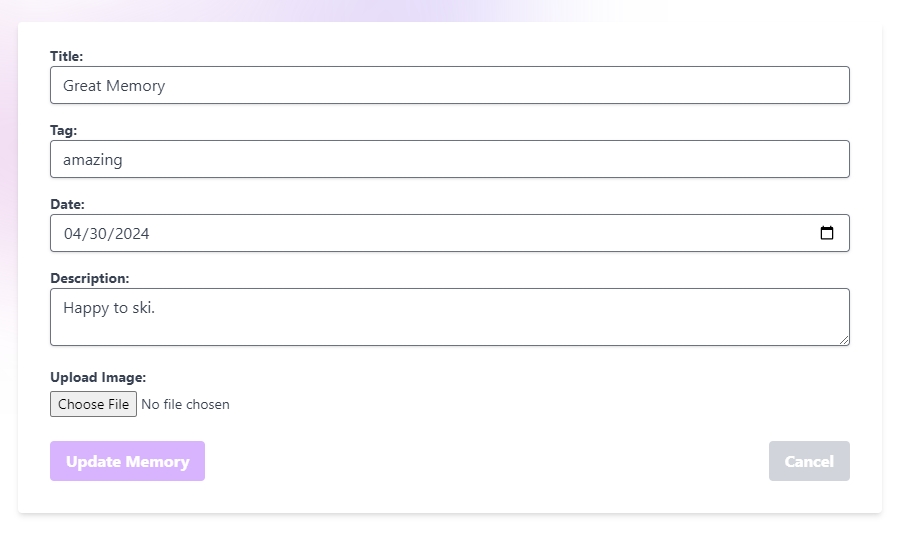 Title:
Great Memory
Tag:
amazing
Date:
04/30/2024
Description:
Happy to ski.
Upload Image:
Choose File No file chosen
Update Memory Cancel